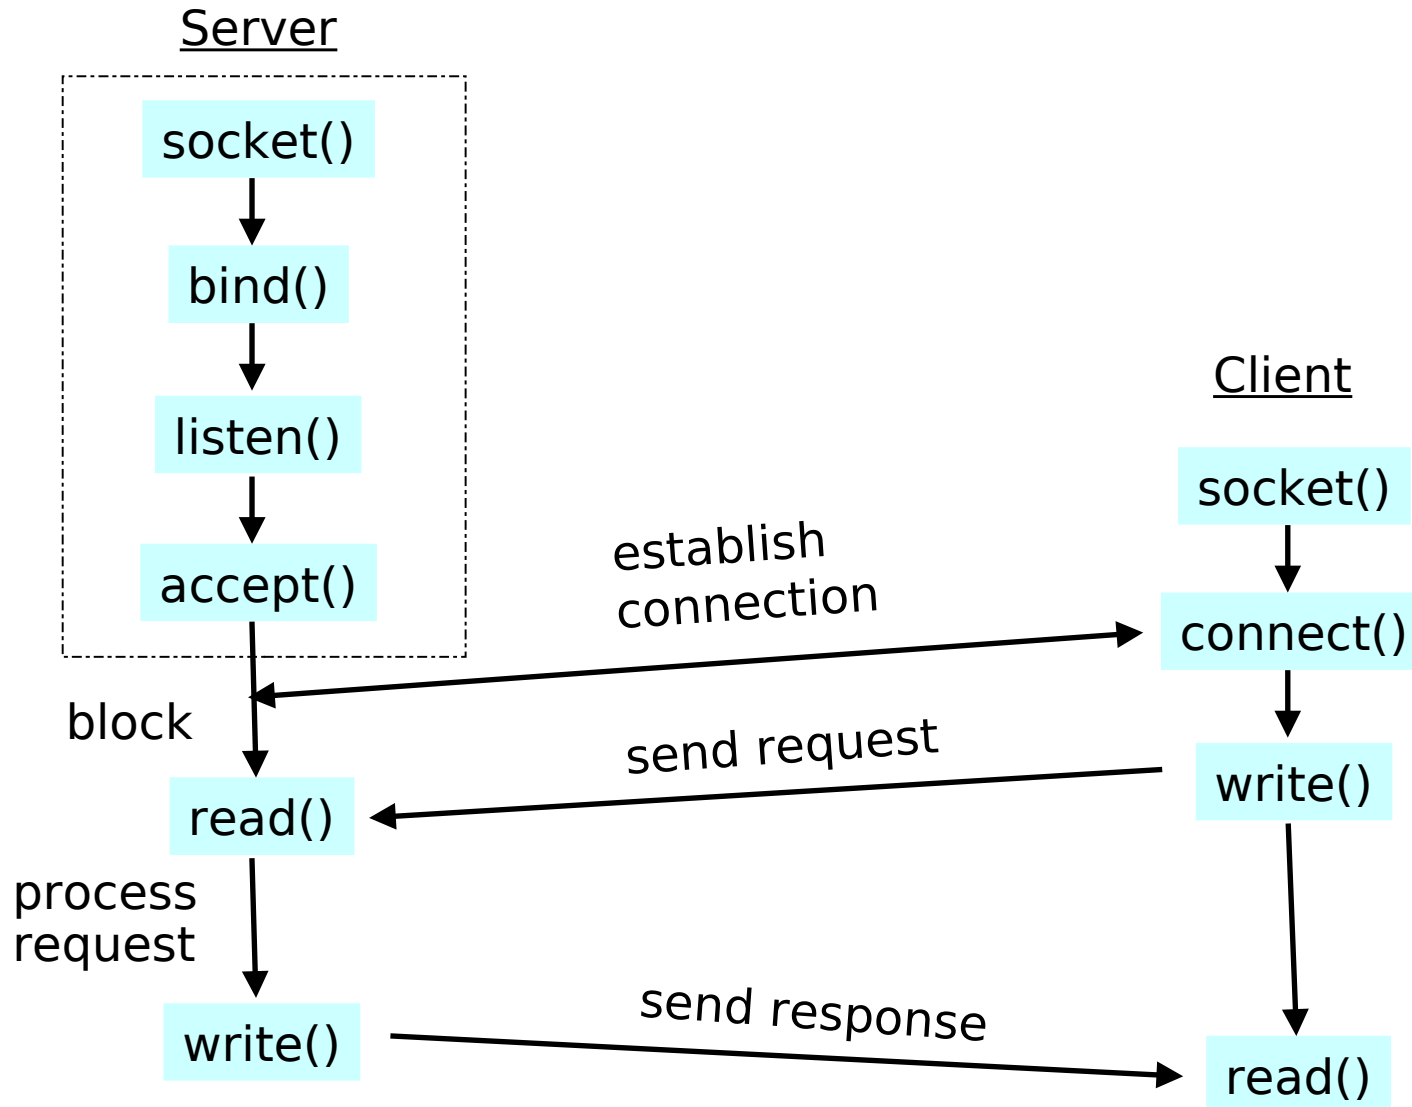 Server
socket()
bind()
listen()
accept()
block
read()
process
request
write()
establish
connection
send request
send response
Client
socket()
connect()
write()
read()